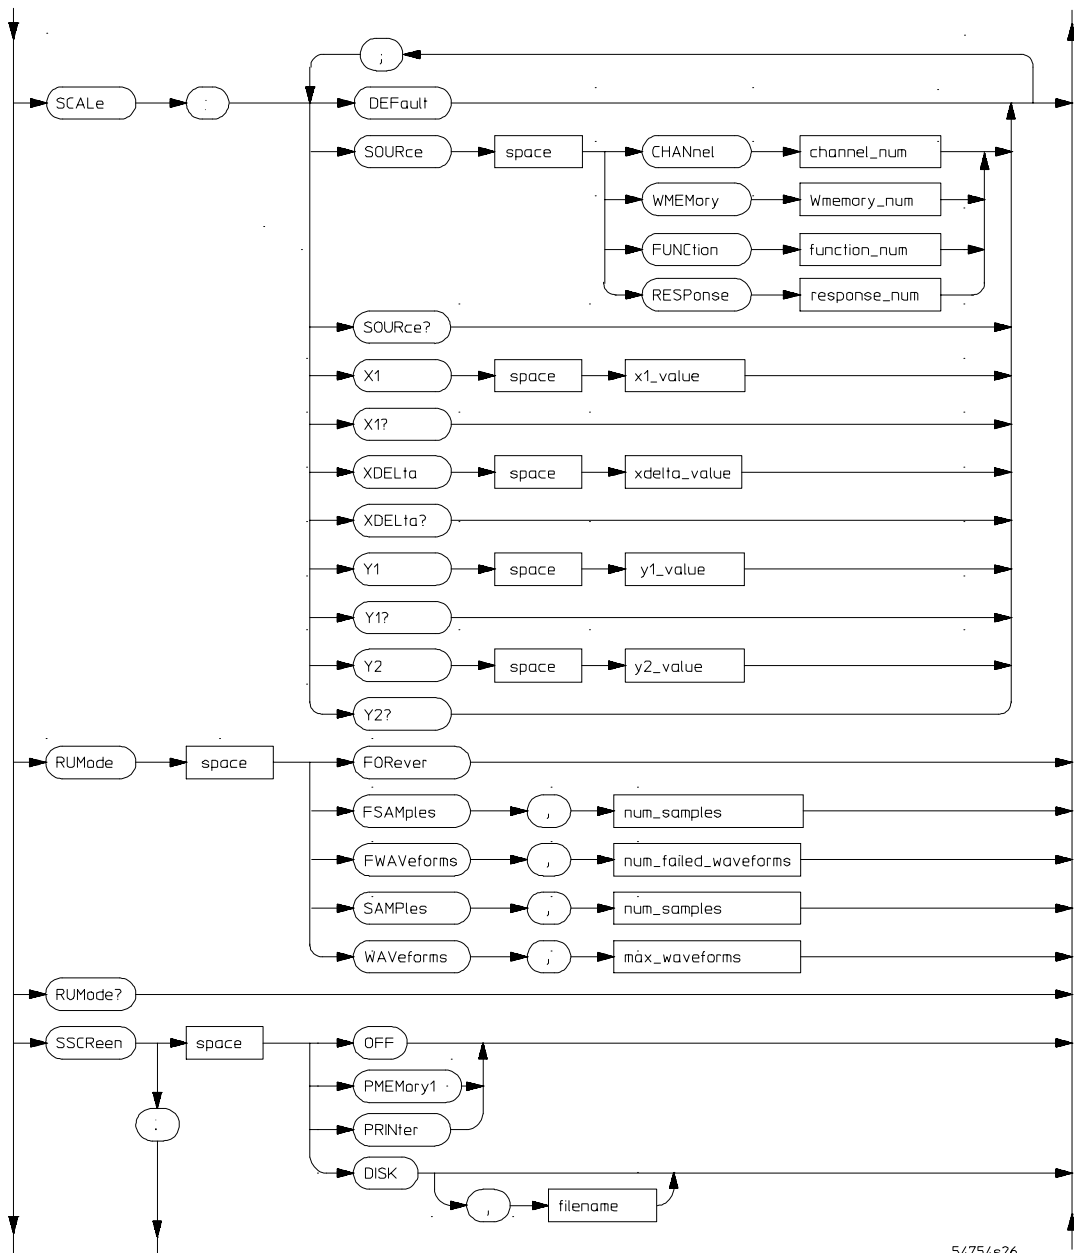 ;
SCALe : DEFault
SOURce space CHANnel channel_num
WMEMory Wmemory_num
FUNCtion function_num
RESPonse response_num
SOURce?
X1 space x1_value
X1?
XDELta space xdelta_value
XDELta?
Y1 space y1_value
Y1?
Y2 space y2_value
Y2?
RUMode space FORever
FSAMples , num_samples
FWAVeforms , num_failed_waveforms
SAMPles , num_samples
WAVeforms , max_waveforms
RUMode?
SSCReen space OFF
PMEMory1
:
PRINter
DISK
, filename
54754s26